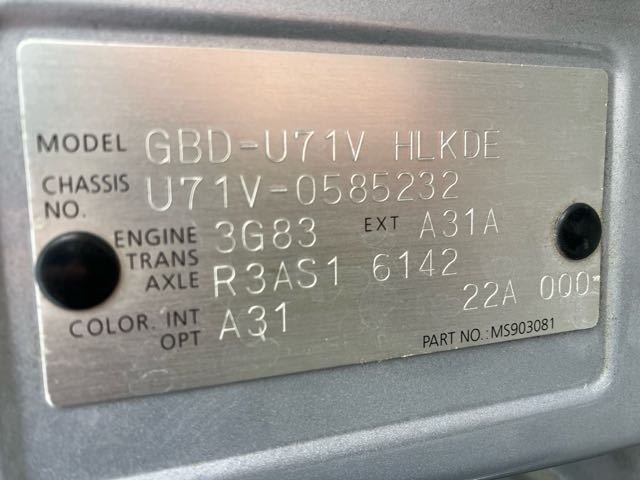 MODEL GBD-U71V HLKDE
CHASSIS NO. U71V-0585232
ENGINE 3G83 EXT A31A
TRANS AXLE R3AS1 6142
22A 000
COLOR. INT OPT A31
PART NO.: MS903081